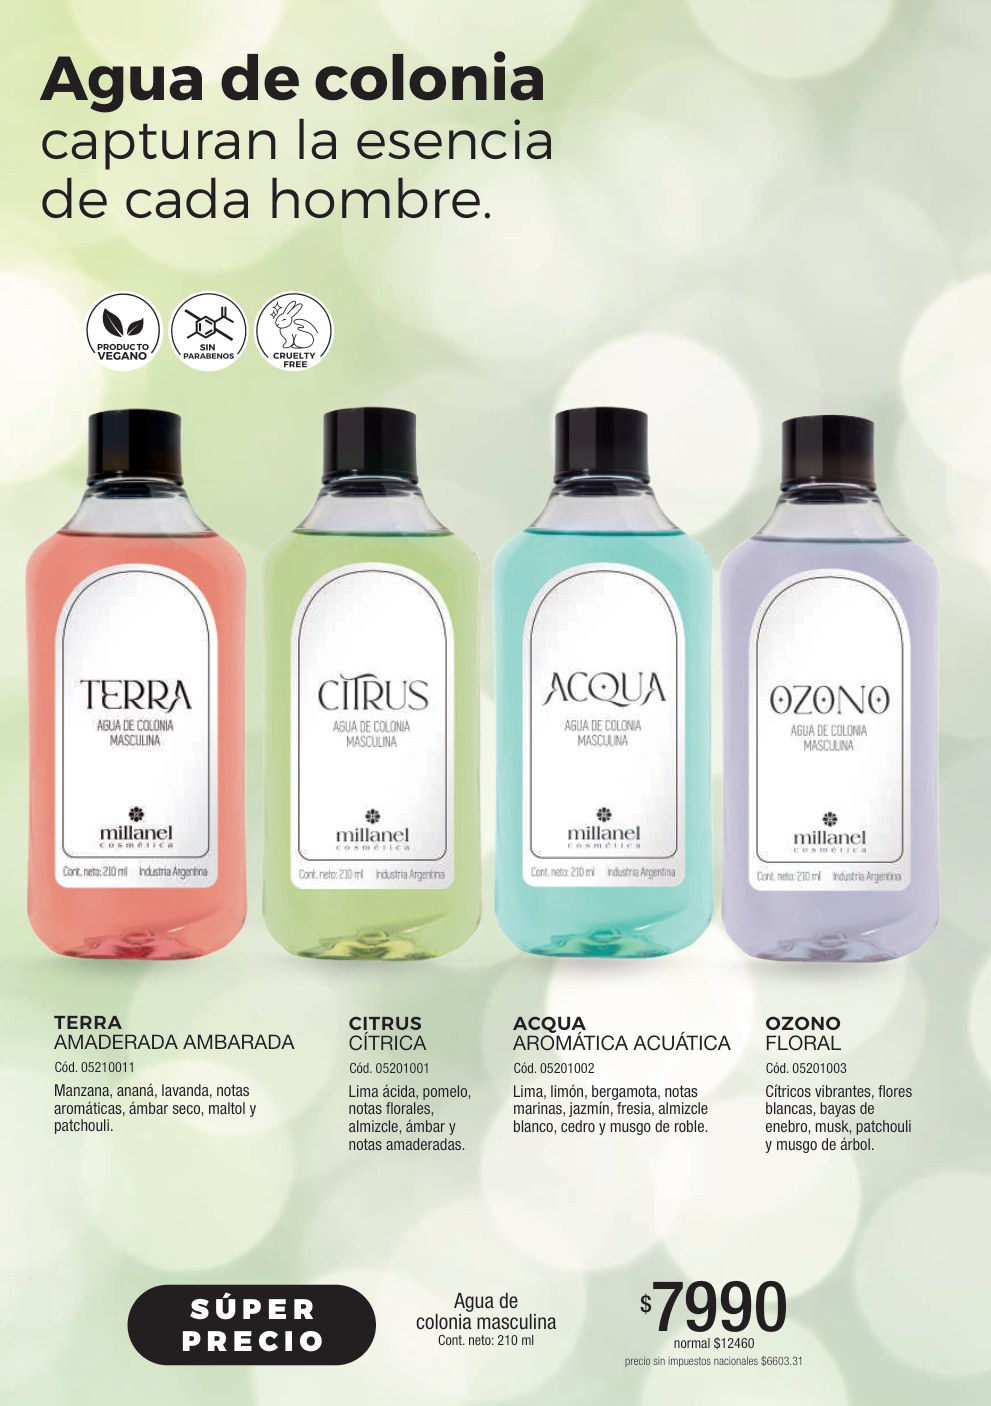 Agua de colonia
capturan la esencia
de cada hombre.
PRODUCTO
VEGANO
SIN
PARABENOS
CRUELTY
FREE
TERRA
AGUA DE COLONIA
MASCULINA
millanel
cosmética
Cont. neto: 210 ml Industria Argentina
CITRUS
AGUA DE COLONIA
MASCULINA
millanel
cosmética
Cont. neto: 210 ml Industria Argentina
ACQUA
AGUA DE COLONIA
MASCULINA
millanel
cosmética
Cont. neto: 210 ml Industria Argentina
OZONO
AGUA DE COLONIA
MASCULINA
millanel
cosmética
Cont. neto: 210 ml Industria Argentina
TERRA
AMADERADA AMBARADA
Cód. 05210011
Manzana, ananá, lavanda, notas
aromáticas, ámbar seco, maltol y
patchouli.
CITRUS
CÍTRICA
Cód. 05201001
Lima ácida, pomelo,
notas florales,
almizcle, ámbar y
notas amaderadas.
ACQUA
AROMÁTICA ACUÁTICA
Cód. 05201002
Lima, limón, bergamota, notas
marinas, jazmín, fresia, almizcle
blanco, cedro y musgo de roble.
OZONO
FLORAL
Cód. 05201003
Cítricos vibrantes, flores
blancas, bayas de
enebro, musk, patchouli
y musgo de árbol.
SÚPER
PRECIO
Agua de
colonia masculina
Cont. neto: 210 ml
$7990
normal $12460
precio sin impuestos nacionales $6603.31